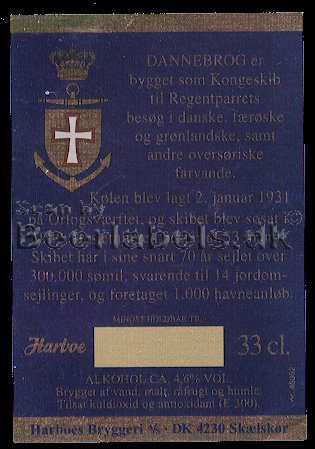 DANNEBROG er
bygget som Kongeskib
til Regentparrets
besøg i danske, færøske
og grønlandske, samt
andre oversøriske
farvande.
Kølen blev lagt 2. januar 1931
på Orlogsværftet, og skibet blev søsat
Scan by ©
Beerlabels.dk
Skibet har i sine snart 70 år sejlet over
300.000 sømil, svarende til 14 jordom-
sejlinger, og foretaget 1.000 havneanløb.
MINDST HOLDBAR TIL
Harboe 33 cl.
ALKOHOL CA. 4,6% VOL.
Brygget af vand, malt, råfrugt og humle.
Tilsat kuldioxid og antioxidant (E 300).
Harboes Bryggeri A/S · DK 4230 Skælskør